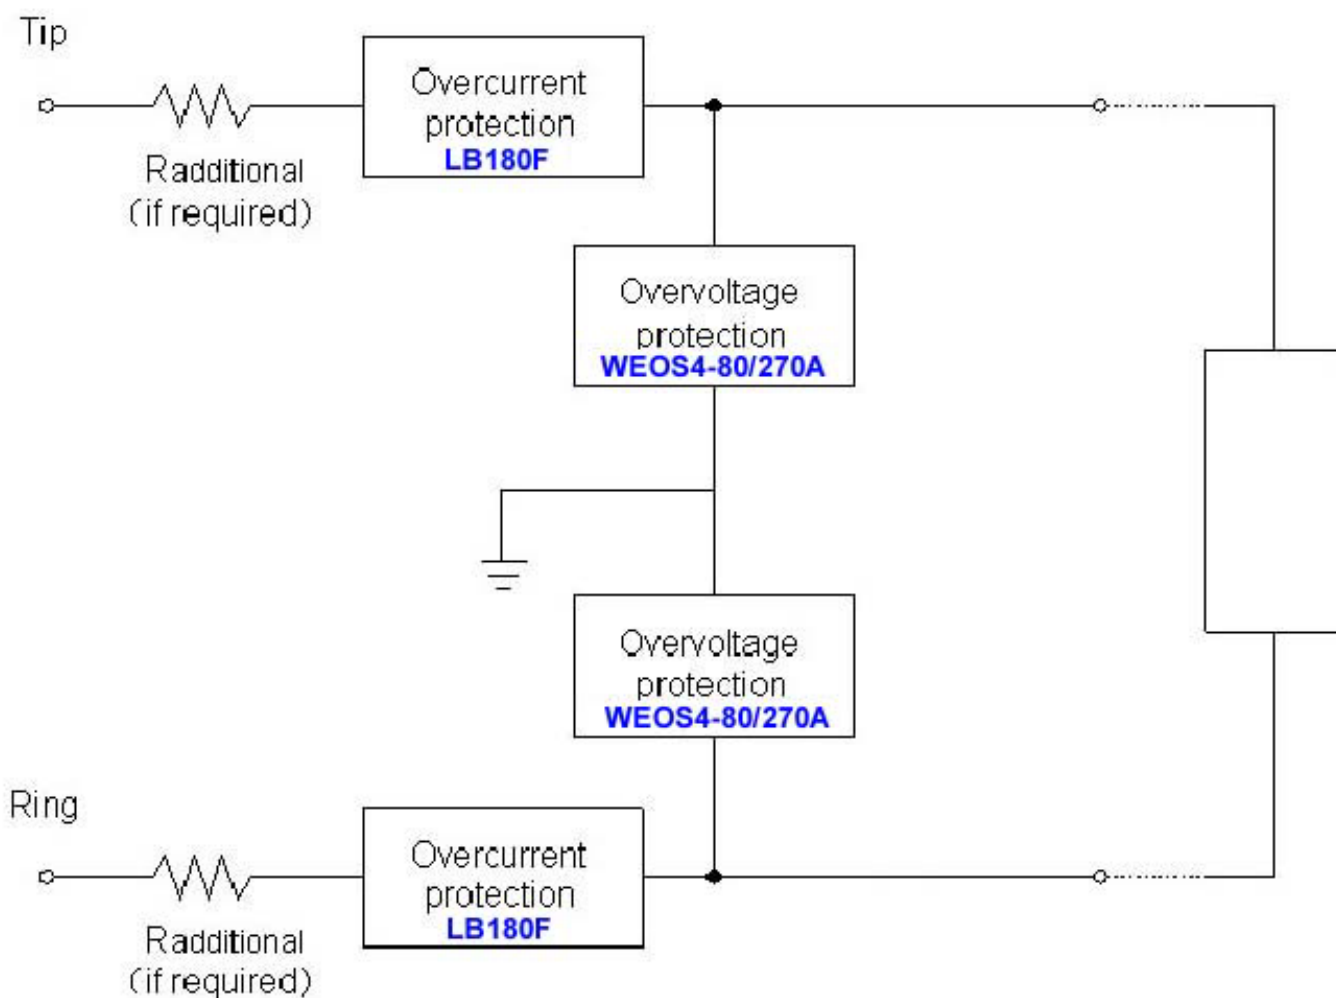 Tip
Overcurrent
protection
LB180F
Radditional
(if required)
Overvoltage
protection
WEOS4-80/270A
Overvoltage
protection
WEOS4-80/270A
Ring
Overcurrent
protection
LB180F
Radditional
(if required)